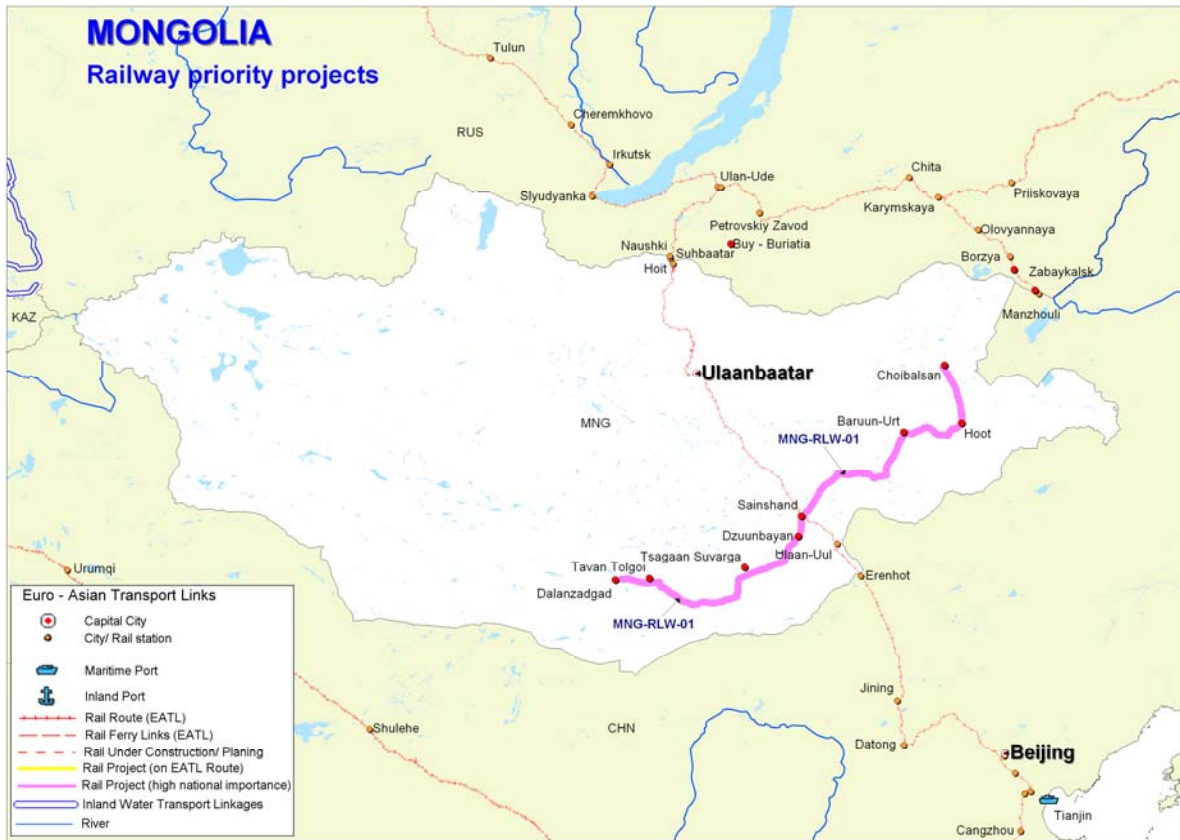 MONGOLIA
Railway priority projects
Tulun
Cheremkhovo
RUS
Irkutsk
Slyudyanka
Ulan-Ude
Chita
Karymskaya
Priiskovaya
Petrovskiy Zavod
Buy - Buriatia
Olovyannaya
Naushki
Suhbaatar
Hoit
Borzya
Zabaykalsk
Manzhouli
KAZ
Ulaanbaatar
Choibalsan
MNG
Baruun-Urt
Hoot
MNG-RLW-01
Sainshand
Dzuunbayan
Ulaan-Uul
Tsagaan Suvarga
Tavan Tolgoi
Dalanzadgad
Erenhot
MNG-RLW-01
Urumqi
Shulehe
CHN
Jining
Datong
Beijing
Tianjin
Cangzhou
Euro - Asian Transport Links
Capital City
City/ Rail station
Maritime Port
Inland Port
Rail Route (EATL)
Rail Ferry Links (EATL)
Rail Under Construction/ Planing
Rail Project (on EATL Route)
Rail Project (high national importance)
Inland Water Transport Linkages
River